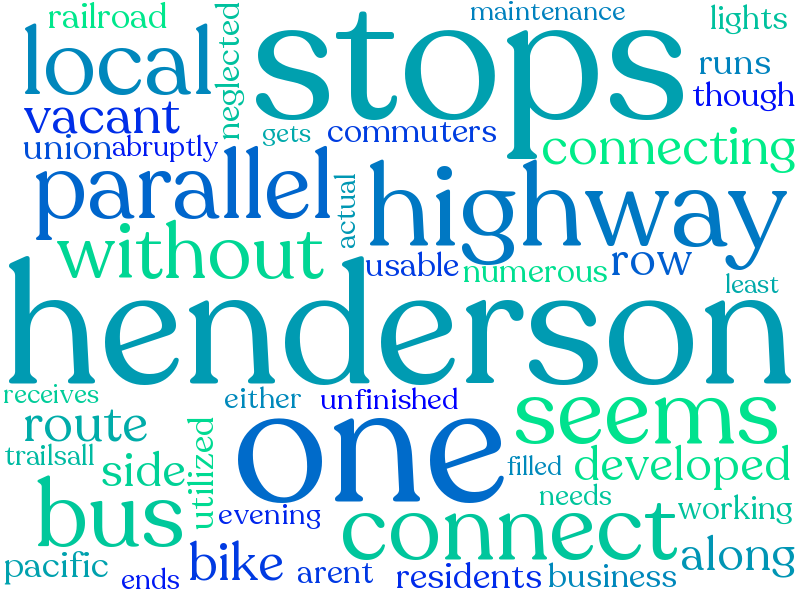 railroad
maintenance
lights
local
neglected
stops
runs
though
vacant
gets
commuters
connecting
union
abruptly
parallel
actual
highway
without
usable
numerous
row
least
henderson
receives
either
unfinished
seems
route
one
trailsall
side
utilized
filled
developed
bus
evening
connect
needs
working
pacific
ends
bike
arent
residents
business
along